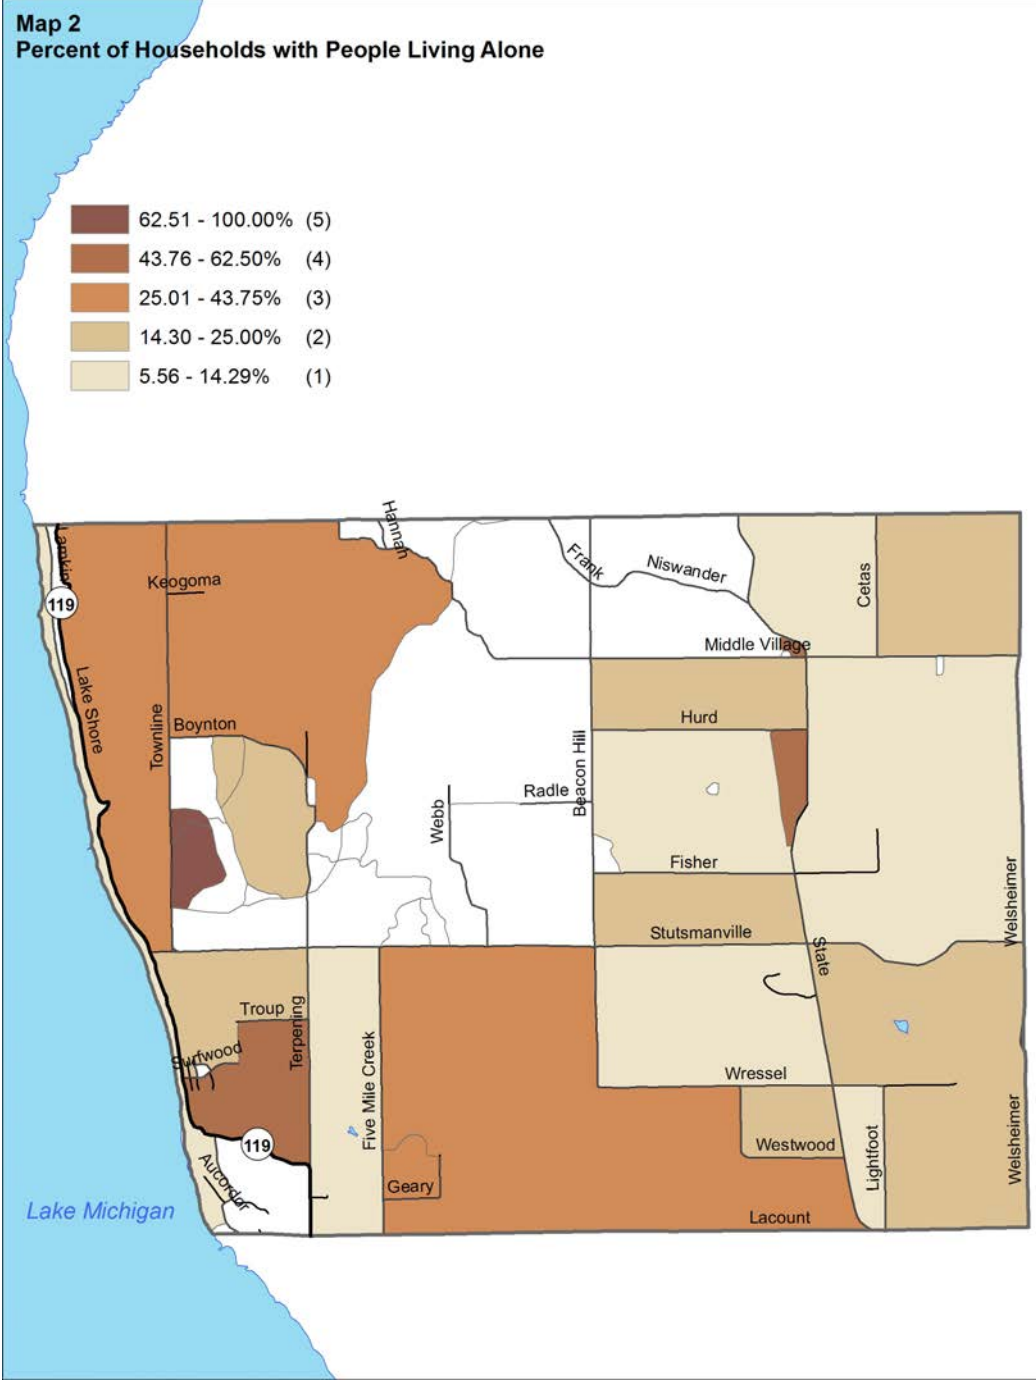 Map 2
Percent of Households with People Living Alone
62.51 - 100.00% (5)
43.76 - 62.50% (4)
25.01 - 43.75% (3)
14.30 - 25.00% (2)
5.56 - 14.29% (1)
Hannah
Lamkin
Frank
Niswander
Cetas
Keogoma
119
Middle Village
Lake Shore
Townline
Boynton
Hurd
Beacon Hill
Radle
Webb
Fisher
Welsheimer
Stutsmanville
State
Troup
Terpening
Surfwood
Five Mile Creek
Wressel
119
Westwood
Lightfoot
Welsheimer
Geary
Lake Michigan
Lacount